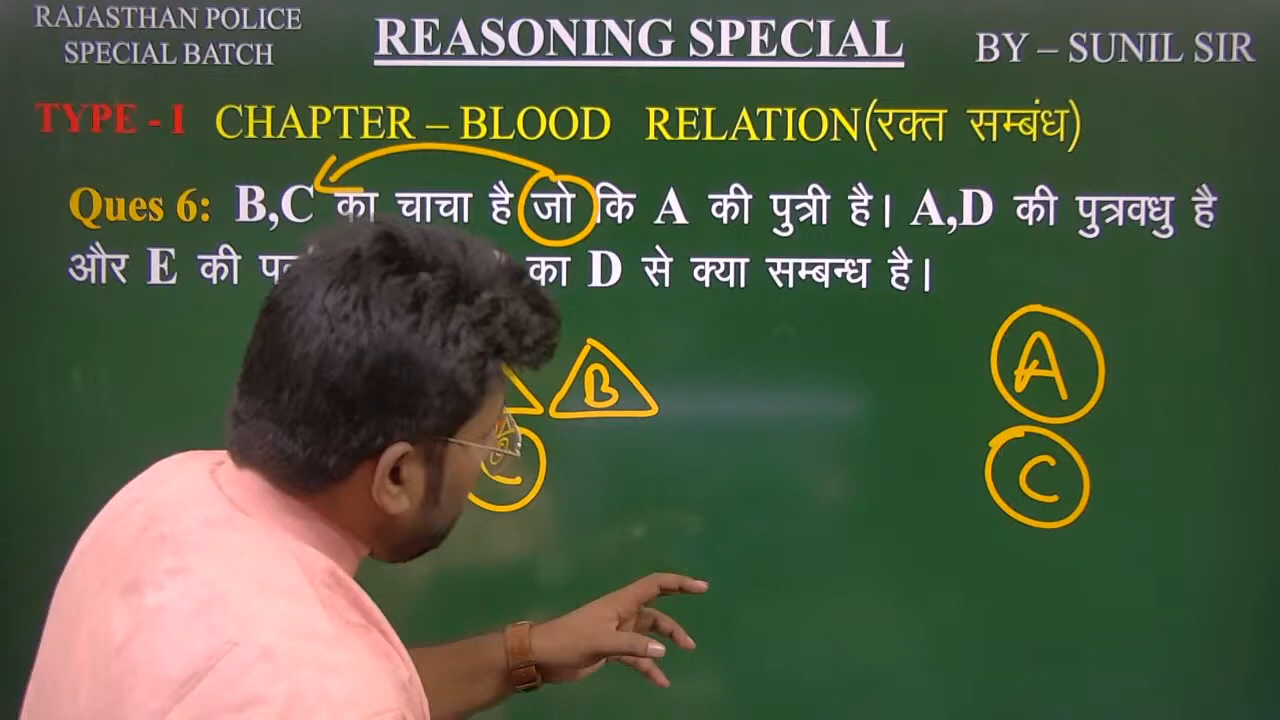 RAJASTHAN POLICE
SPECIAL BATCH
REASONING SPECIAL
BY – SUNIL SIR
TYPE - I CHAPTER – BLOOD RELATION(रक्त सम्बंध)
Ques 6: B,C का चाचा है जो कि A की पुत्री है। A,D की पुत्रवधु है
और E की का D से क्या सम्बन्ध है।
B
A
C
C